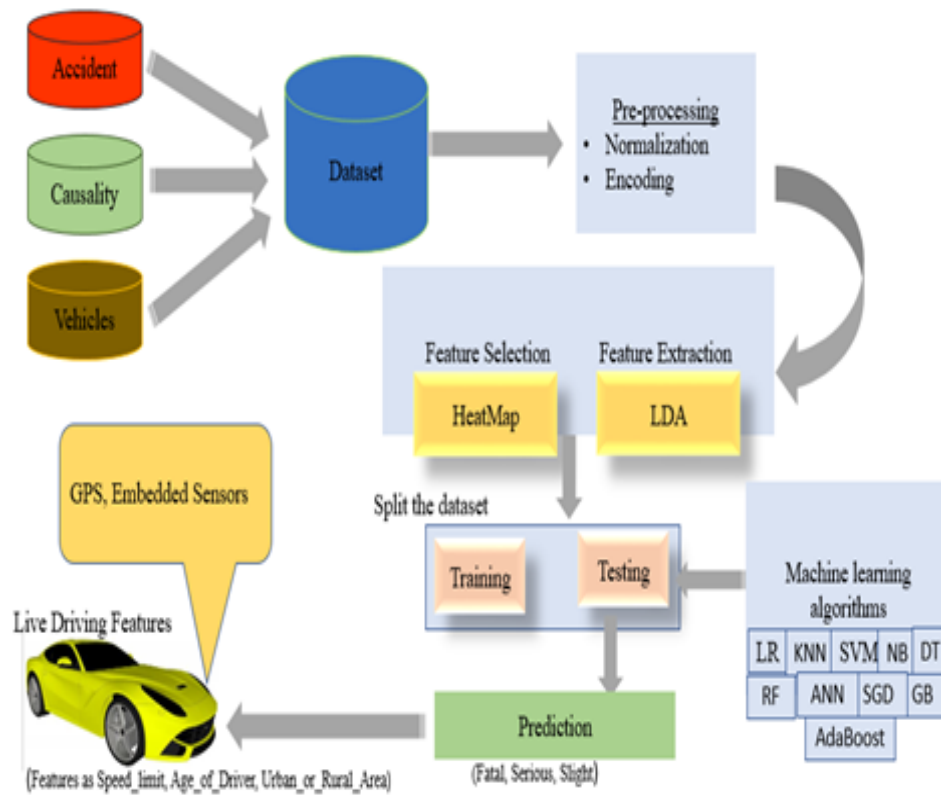 Accident
Causality
Vehicles
Dataset
Pre-processing
• Normalization
• Encoding
Feature Selection
Feature Extraction
HeatMap
LDA
Split the dataset
Training
Testing
Machine learning
algorithms
LR KNN SVM NB DT
RF ANN SGD GB
AdaBoost
GPS, Embedded Sensors
Live Driving Features
(Features as Speed_limit, Age_of_Driver, Urban_or_Rural_Area)
Prediction
(Fatal, Serious, Slight)